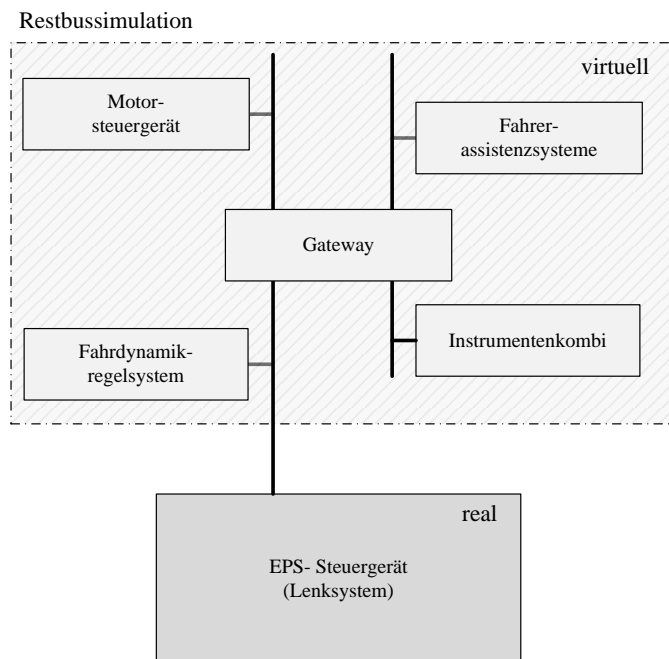 Restbussimulation
virtuell
Motor-
steuergerät
Fahrer-
assistenzsysteme
Gateway
Fahrdynamik-
regelsystem
Instrumentenkombi
real
EPS- Steuergerät
(Lenksystem)